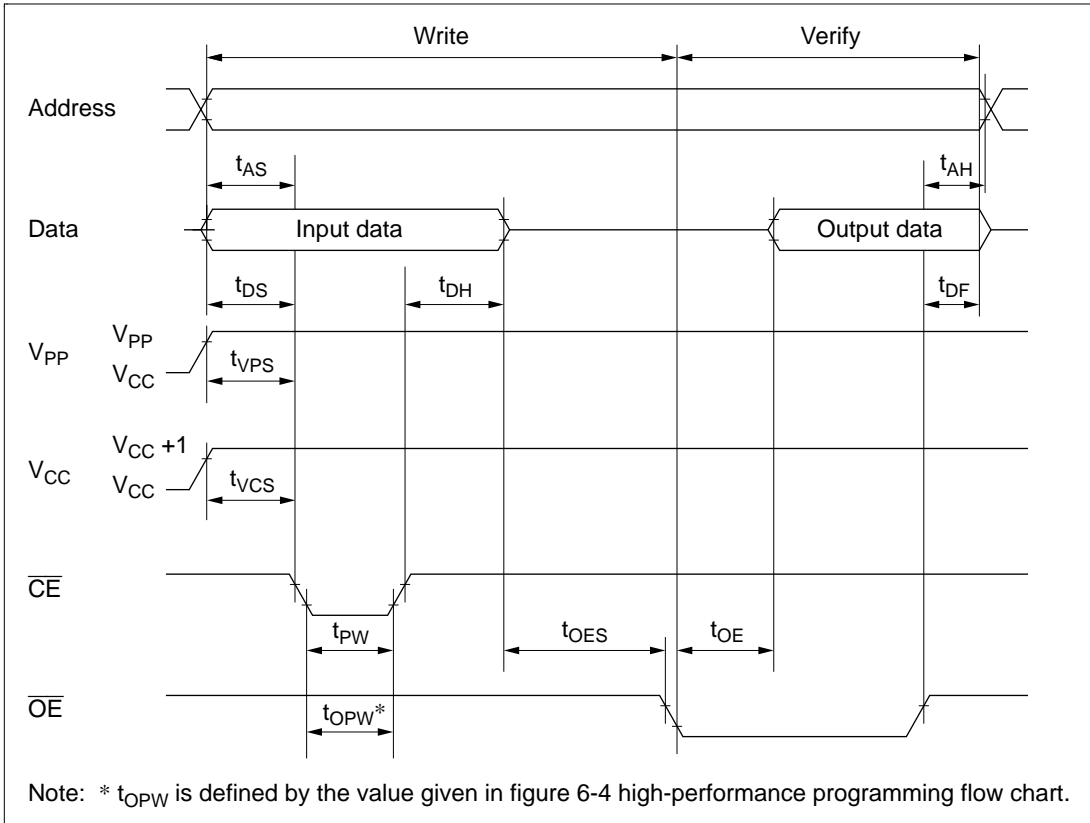 Write
Verify
Address
tAS
tAH
Data
Input data
Output data
tDS
tDH
tDF
VPP
VPP
VCC
tVPS
VCC
VCC +1
VCC
tVCS
CE
tPW
tOES
tOE
OE
tOPW*
Note: * tOPW is defined by the value given in figure 6-4 high-performance programming flow chart.